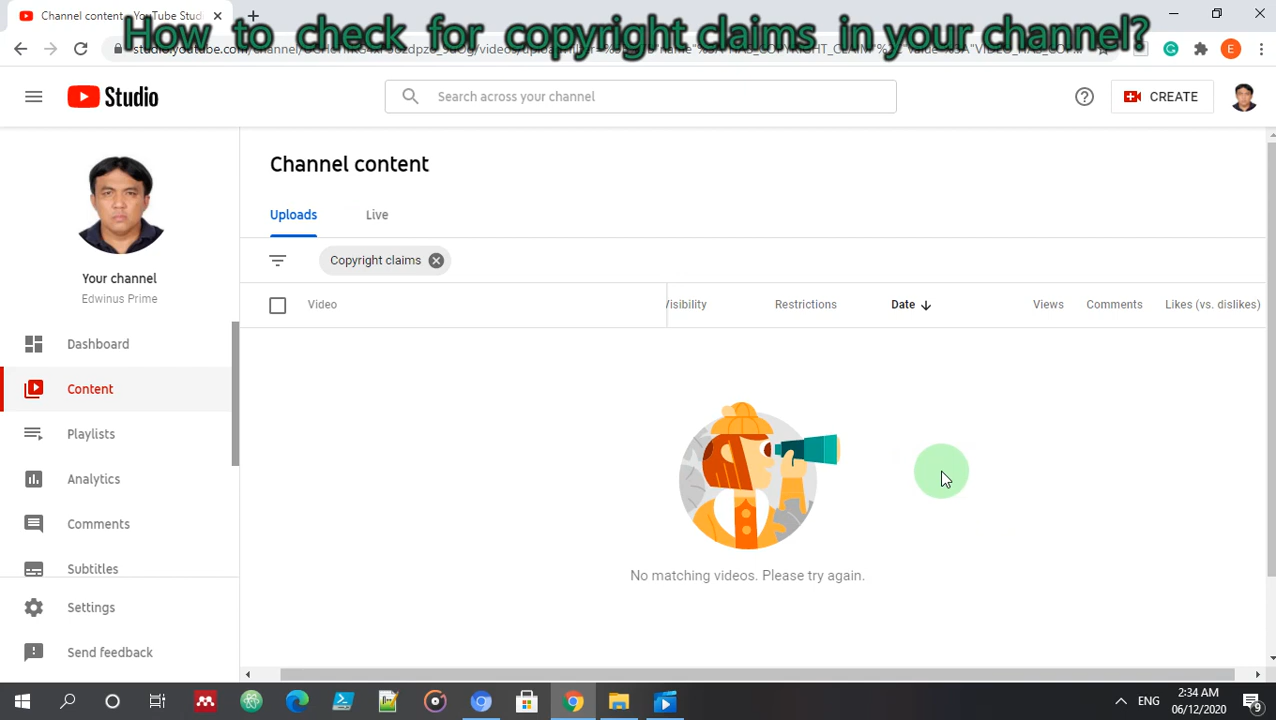 How to check for copyright claims in your channel?
Channel content - YouTube Stud
Studio
Search across your channel
CREATE
Channel content
Your channel
Edwinus Prime
Uploads
Live
Copyright claims
Video
Visibility
Restrictions
Date
Views
Comments
Likes (vs. dislikes)
Dashboard
Content
Playlists
Analytics
Comments
Subtitles
Settings
Send feedback
No matching videos. Please try again.
E
ENG
2:34 AM
06/12/2020
9